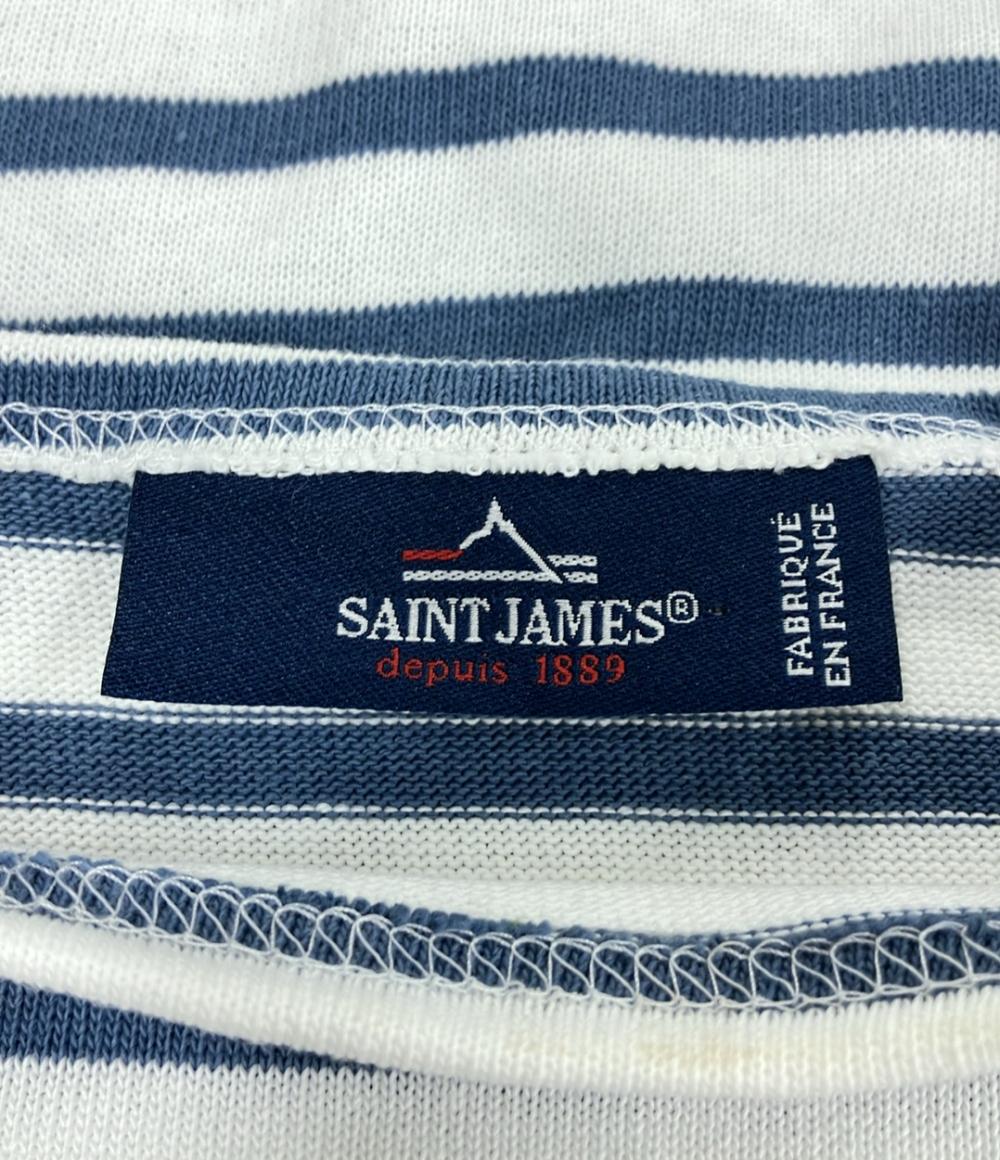 SAINT JAMES®
depuis 1889
FABRIQUÉ
EN FRANCE